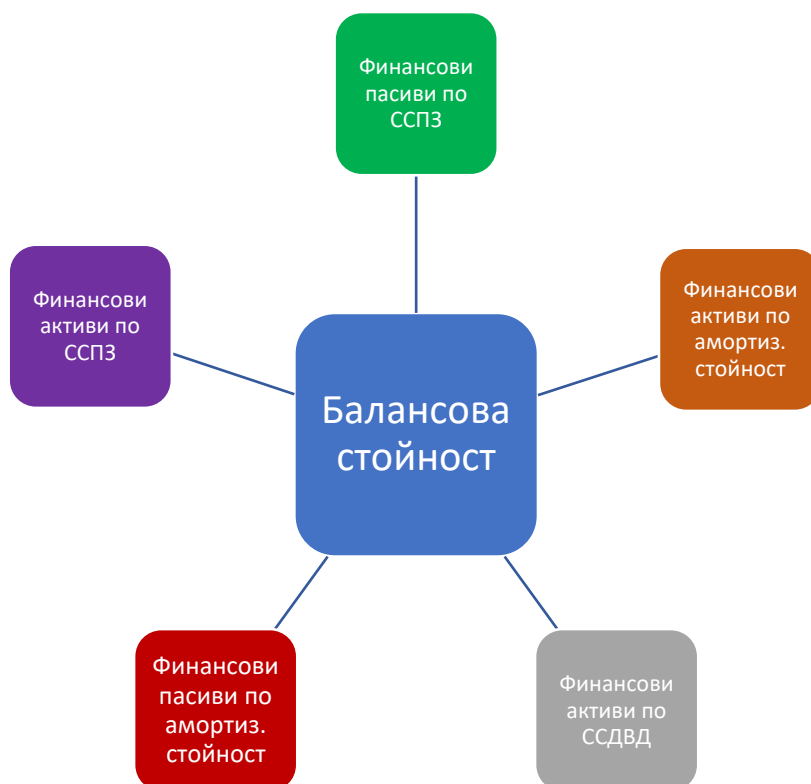 Финансови
пасиви по
ССПЗ
Финансови
активи по
ССПЗ
Финансови
активи по
амортиз.
стойност
Балансова
стойност
Финансови
пасиви по
амортиз.
стойност
Финансови
активи по
ССДВД